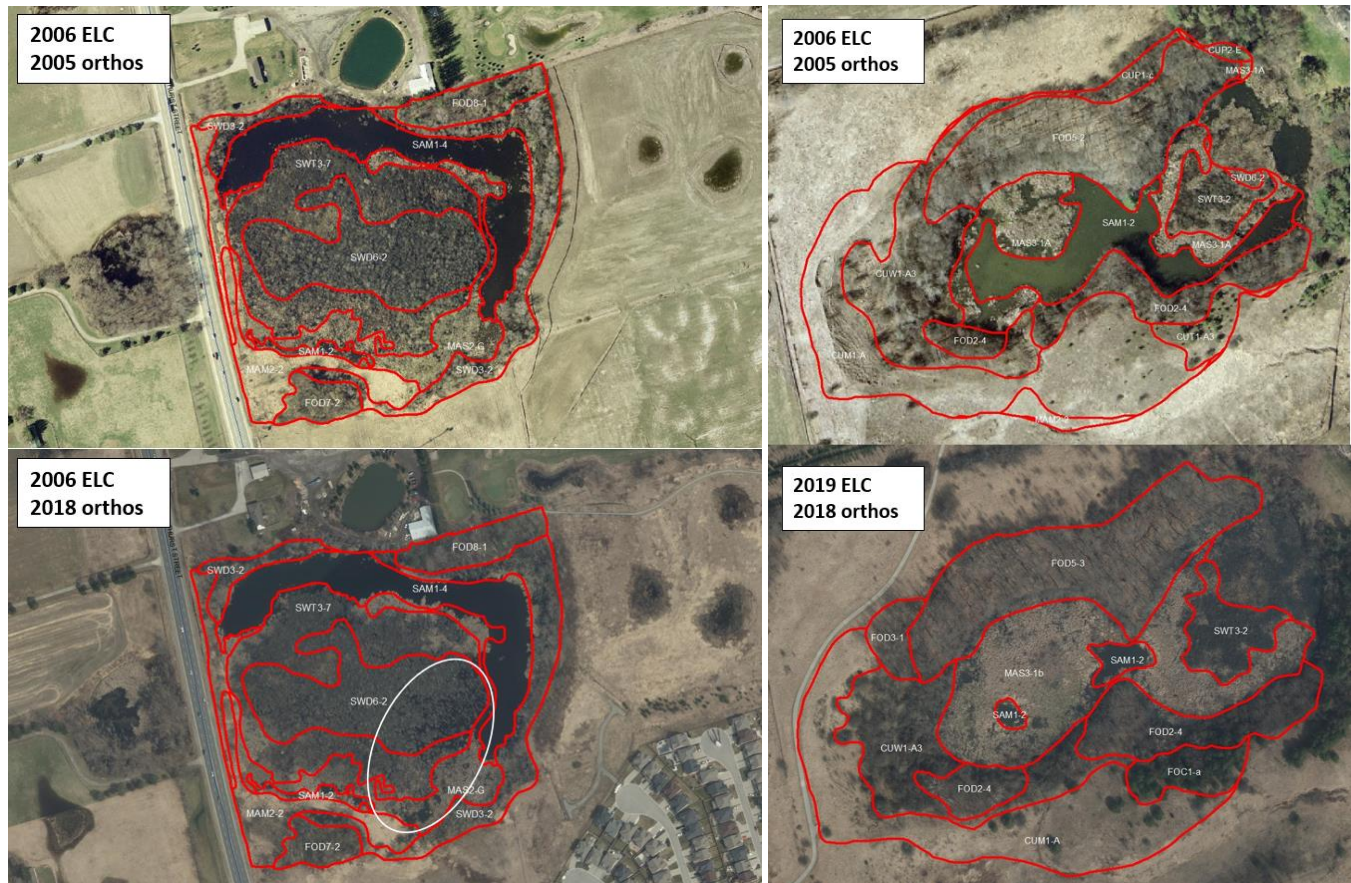 2006 ELC
2005 orthos
FOD8-1
SWD3-2
SAM1-4
SWT3-7
SWD6-2
SAM1-2
MAS2-G
MAM2-2
SWD3-2
FOD7-2
2006 ELC
2005 orthos
CUP2-E
CUP1-c
MAS3-1A
FOD5-2
SWD6-2
SWT3-2
SAM1-2
MAS3-1A
MAS3-1A
CUW1-A3
FOD2-4
FOD2-4
CUT1-A3
CUM1-A
2006 ELC
2018 orthos
FOD8-1
SWD3-2
SAM1-4
SWT3-7
SWD6-2
SAM1-2
MAS2-G
MAM2-2
SWD3-2
FOD7-2
2019 ELC
2018 orthos
FOD5-3
FOD3-1
SWT3-2
SAM1-2
MAS3-1b
SAM1-2
FOD2-4
CUW1-A3
FOC1-a
FOD2-4
CUM1-A